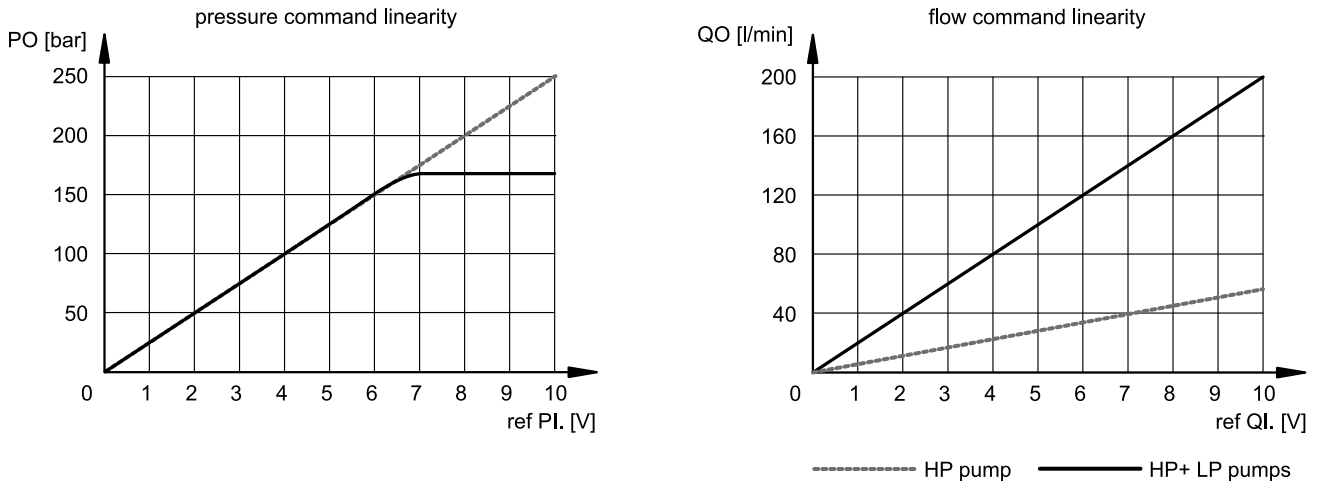 pressure command linearity
PO [bar]
250
200
150
100
50
0 1 2 3 4 5 6 7 8 9 10
ref PI. [V]
flow command linearity
QO [l/min]
200
160
120
80
40
0 1 2 3 4 5 6 7 8 9 10
ref QI. [V]
HP pump
HP+ LP pumps